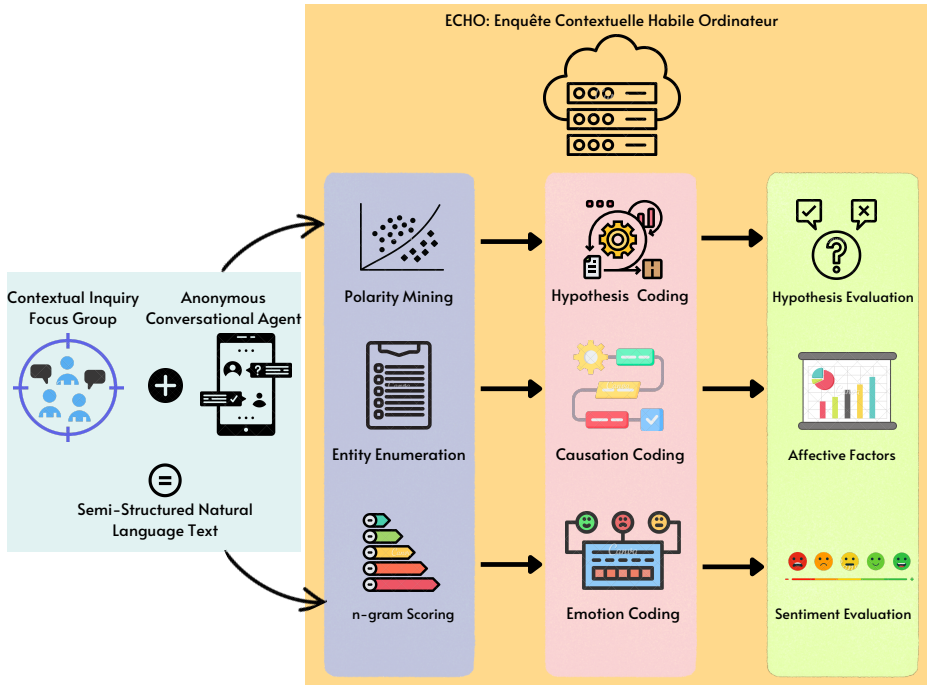 ECHO: Enquête Contextuelle Habile Ordinateur
Contextual Inquiry
Focus Group
Anonymous
Conversational Agent
Semi-Structured Natural
Language Text
Polarity Mining
Hypothesis Coding
Hypothesis Evaluation
Entity Enumeration
Causation Coding
Affective Factors
n-gram Scoring
Emotion Coding
Sentiment Evaluation